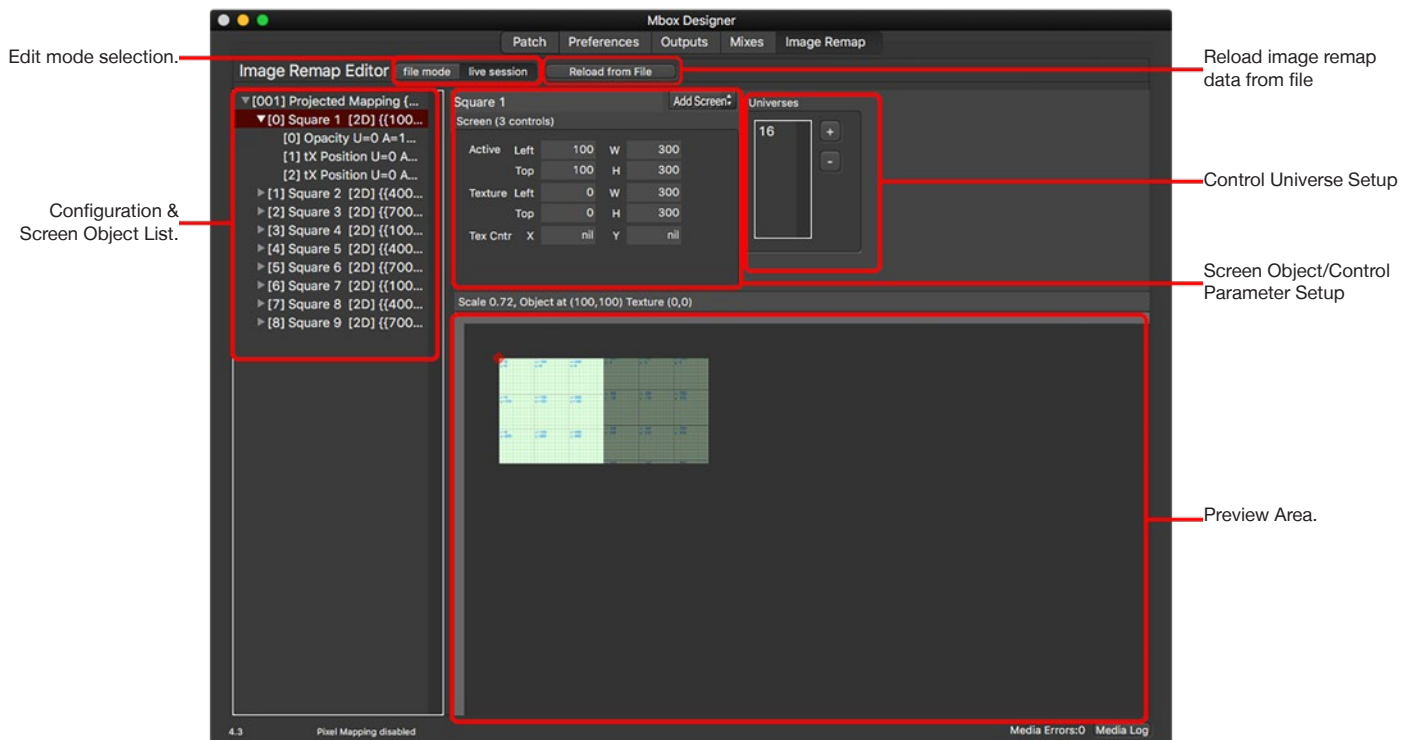 Mbox Designer
Patch Preferences Outputs Mixes Image Remap
Edit mode selection.
Image Remap Editor file mode live session Reload from File
Reload image remap
data from file
[001] Projected Mapping {...
[0] Square 1 [2D] {{100...
[0] Opacity U=0 A=1...
[1] tX Position U=0 A...
[2] tX Position U=0 A...
[1] Square 2 [2D] {{400...
[2] Square 3 [2D] {{700...
[3] Square 4 [2D] {{100...
[4] Square 5 [2D] {{400...
[5] Square 6 [2D] {{700...
[6] Square 7 [2D] {{100...
[7] Square 8 [2D] {{400...
[8] Square 9 [2D] {{700...
Configuration &
Screen Object List.
Square 1 Add Screen
Screen (3 controls)
Active Left 100 W 300
Top 100 H 300
Texture Left 0 W 300
Top 0 H 300
Tex Cntr X nil Y nil
Universes
16 +
-
Control Universe Setup
Screen Object/Control
Parameter Setup
Scale 0.72, Object at (100,100) Texture (0,0)
Preview Area.
4.3 Pixel Mapping disabled Media Errors:0 Media Log